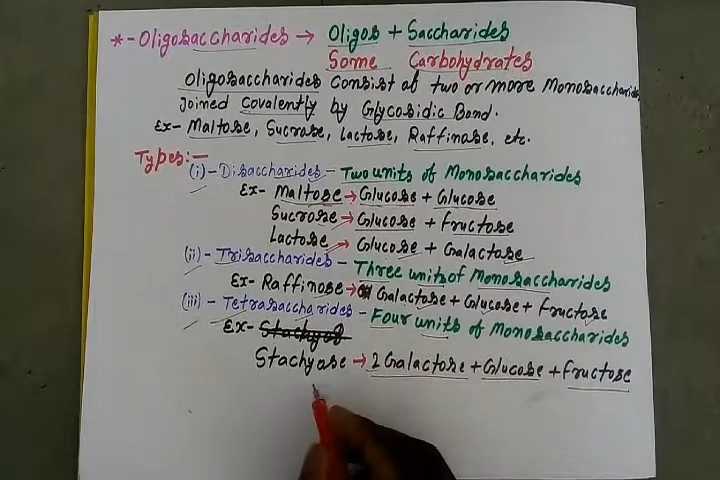 *- Oligosaccharides → Oligos + Saccharides
Some Carbohydrates
Oligosaccharides consist of two or more Monosaccharides
joined covalently by Glycosidic Bond.
Ex- Maltose, Sucrose, Lactose, Raffinose, etc.
Types:-
(i)- Disaccharides - Two units of Monosaccharides
Ex- Maltose → Glucose + Glucose
Sucrose → Glucose + Fructose
Lactose → Glucose + Galactose
(ii)- Trisaccharides - Three units of Monosaccharides
Ex- Raffinose → Galactose + Glucose + Fructose
(iii)- Tetrasaccharides - Four units of Monosaccharides
Ex-
Stachyose → 2 Galactose + Glucose + Fructose